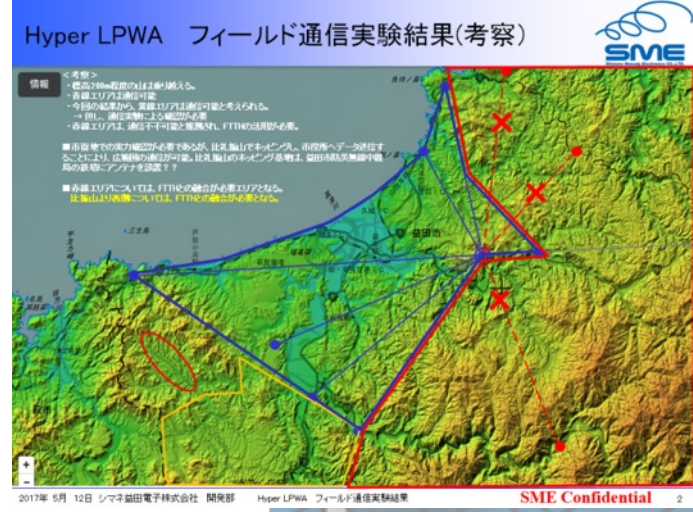 Hyper LPWA　フィールド通信実験結果(考察)
SME
情報
<考察>
・標高200m程度の山は乗り越える。
・青線エリアは通信可能
・今回の結果から、黄線エリアは通信可能と考えられる。
→ 但し、通信実験による確認が必要
・赤線エリアは、通信不可能と推測され、FTTHの活用が必要。
■市街地での実力確認が必要であるが、比礼振山でホッピングし、市役所へデータ送信す
ることにより、広範囲の通信が可能。比礼振山のホッピング基地は、益田市防災無線中継
局の鉄塔にアンテナを設置？？
■赤線エリアについては、FTTHとの融合が必要エリアとなる。
比振山より西側については、FTTHとの融合が必要となる。
三生島
益田市
+
-
2017年 5月 12日 シマネ益田電子株式会社 開発部 Hyper LPWA フィールド通信実験結果
SME Confidential
2